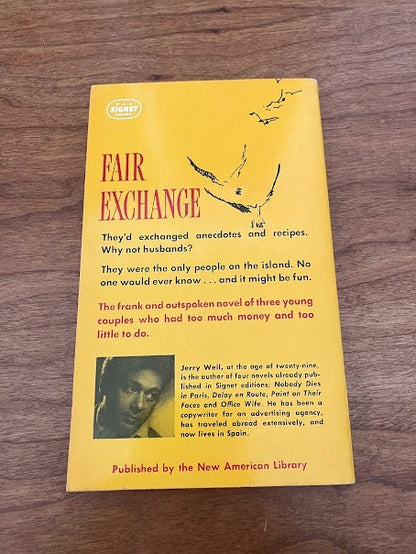 N·A·L
SIGNET
BOOKS
FAIR
EXCHANGE
They'd exchanged anecdotes and recipes.
Why not husbands?
They were the only people on the island. No
one would ever know . . . and it might be fun.
The frank and outspoken novel of three young
couples who had too much money and too
little to do.
Jerry Weil, at the age of twenty-nine,
is the author of four novels already pub-
lished in Signet editions: Nobody Dies
in Paris, Delay en Route, Paint on Their
Faces and Office Wife. He has been a
copywriter for an advertising agency,
has traveled abroad extensively, and
now lives in Spain.
Published by the New American Library